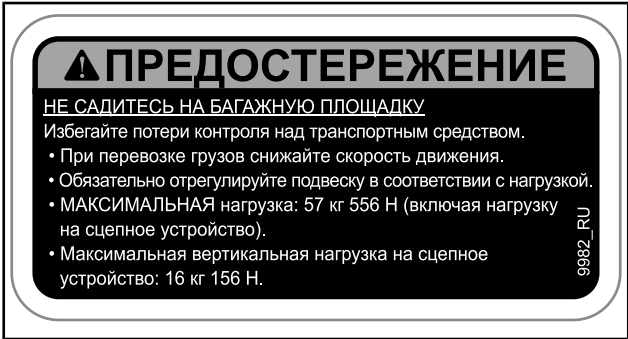 ПРЕДОСТЕРЕЖЕНИЕ
НЕ САДИТЕСЬ НА БАГАЖНУЮ ПЛОЩАДКУ
Избегайте потери контроля над транспортным средством.
• При перевозке грузов снижайте скорость движения.
• Обязательно отрегулируйте подвеску в соответствии с нагрузкой.
• МАКСИМАЛЬНАЯ нагрузка: 57 кг 556 Н (включая нагрузку
на сцепное устройство).
• Максимальная вертикальная нагрузка на сцепное
устройство: 16 кг 156 Н.
9982_RU